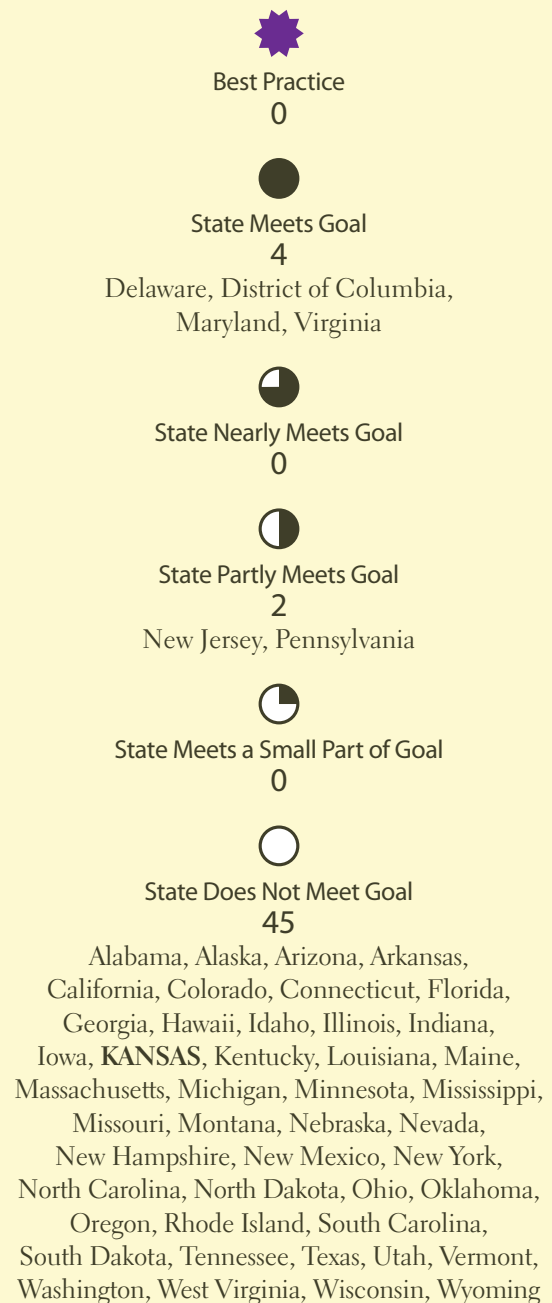 Best Practice
0
State Meets Goal
4
Delaware, District of Columbia,
Maryland, Virginia
State Nearly Meets Goal
0
State Partly Meets Goal
2
New Jersey, Pennsylvania
State Meets a Small Part of Goal
0
State Does Not Meet Goal
45
Alabama, Alaska, Arizona, Arkansas,
California, Colorado, Connecticut, Florida,
Georgia, Hawaii, Idaho, Illinois, Indiana,
Iowa, KANSAS, Kentucky, Louisiana, Maine,
Massachusetts, Michigan, Minnesota, Mississippi,
Missouri, Montana, Nebraska, Nevada,
New Hampshire, New Mexico, New York,
North Carolina, North Dakota, Ohio, Oklahoma,
Oregon, Rhode Island, South Carolina,
South Dakota, Tennessee, Texas, Utah, Vermont,
Washington, West Virginia, Wisconsin, Wyoming